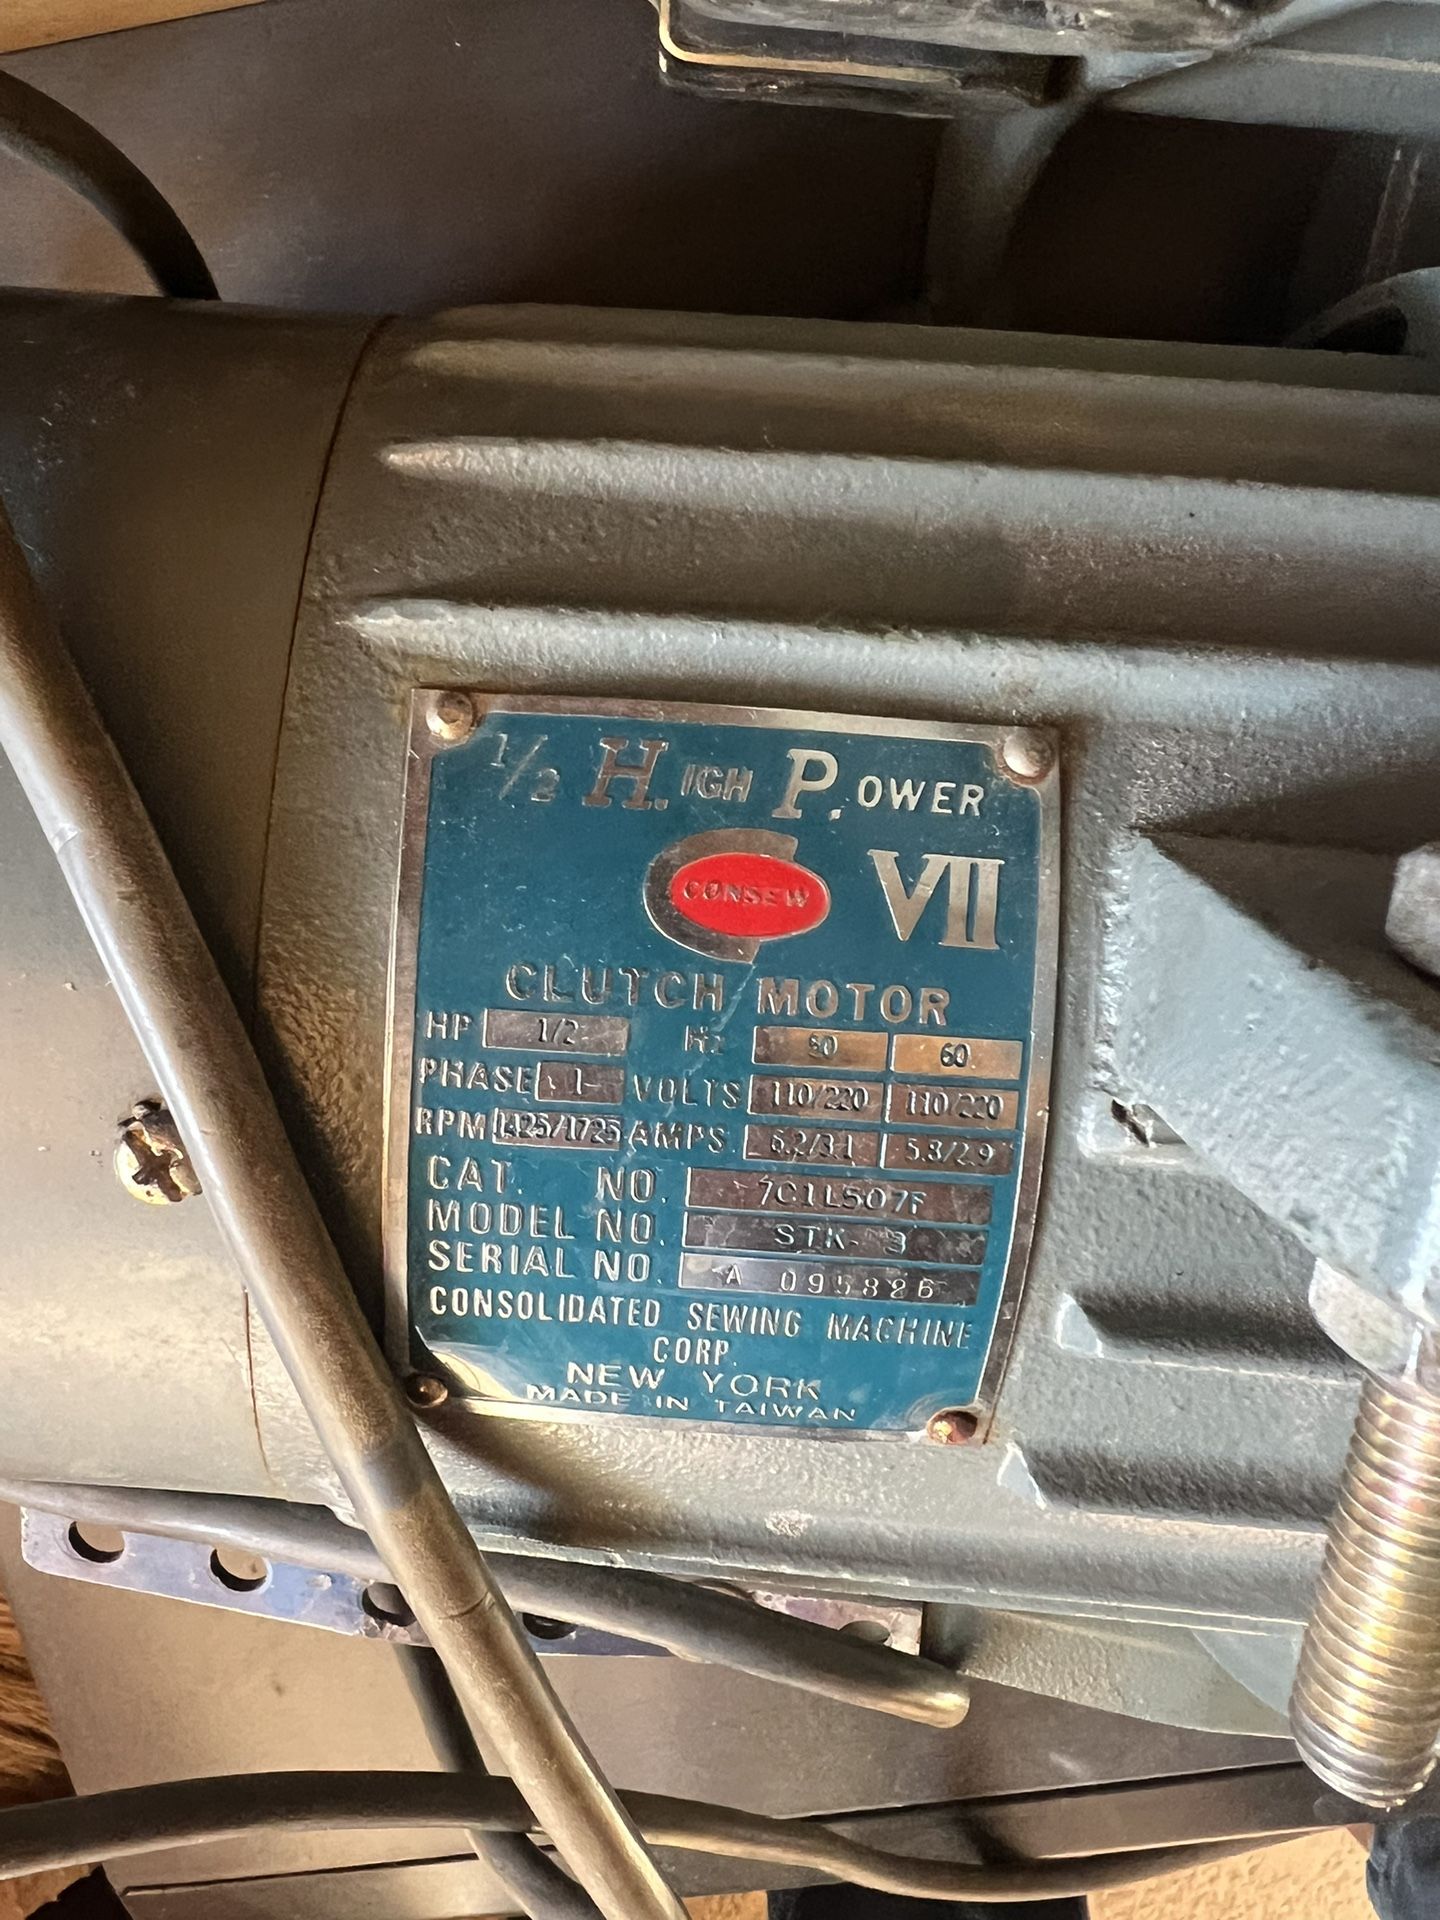 1/2 H.IGH P.OWER
CONSEW VII
CLUTCH MOTOR
HP 1/2 Hz 50 60
PHASE 1 VOLTS 110/220 110/220
RPM 1425/1725 AMPS 6.2/3.1 5.8/2.9
CAT. NO. 7C1L507F
MODEL NO. STK-3
SERIAL NO. A 095826
CONSOLIDATED SEWING MACHINE
CORP.
NEW YORK
MADE IN TAIWAN